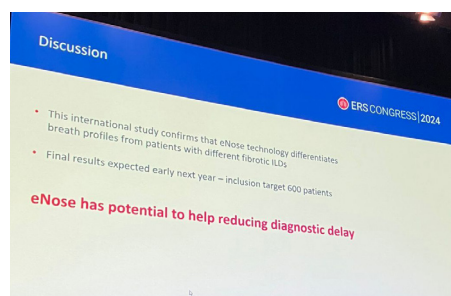 Discussion
ERS CONGRESS | 2024
• This international study confirms that eNose technology differentiates
breath profiles from patients with different fibrotic ILDs
• Final results expected early next year – inclusion target 600 patients
eNose has potential to help reducing diagnostic delay